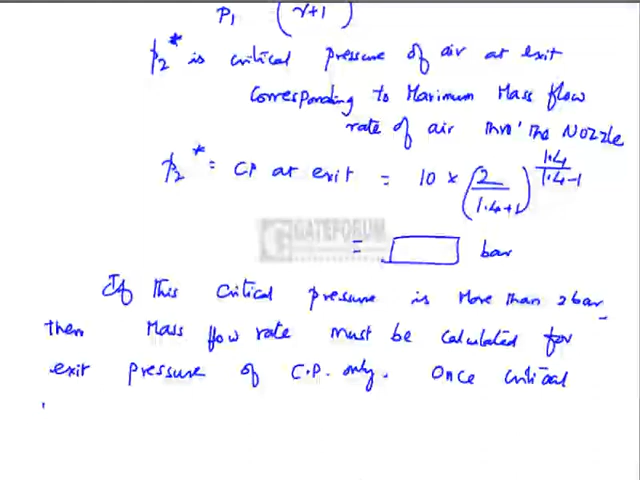 P1 (γ+1)
p2* is critical pressure of air at exit
corresponding to Maximum Mass flow
rate of air thro' the Nozzle
p2* = CP at exit = 10 × (2/(1.4+1))^(1.4/(1.4-1))
GATEFORUM
= bar
If this critical pressure is More than 2 bar
then Mass flow rate must be calculated for
exit pressure of C.P. only. Once critical